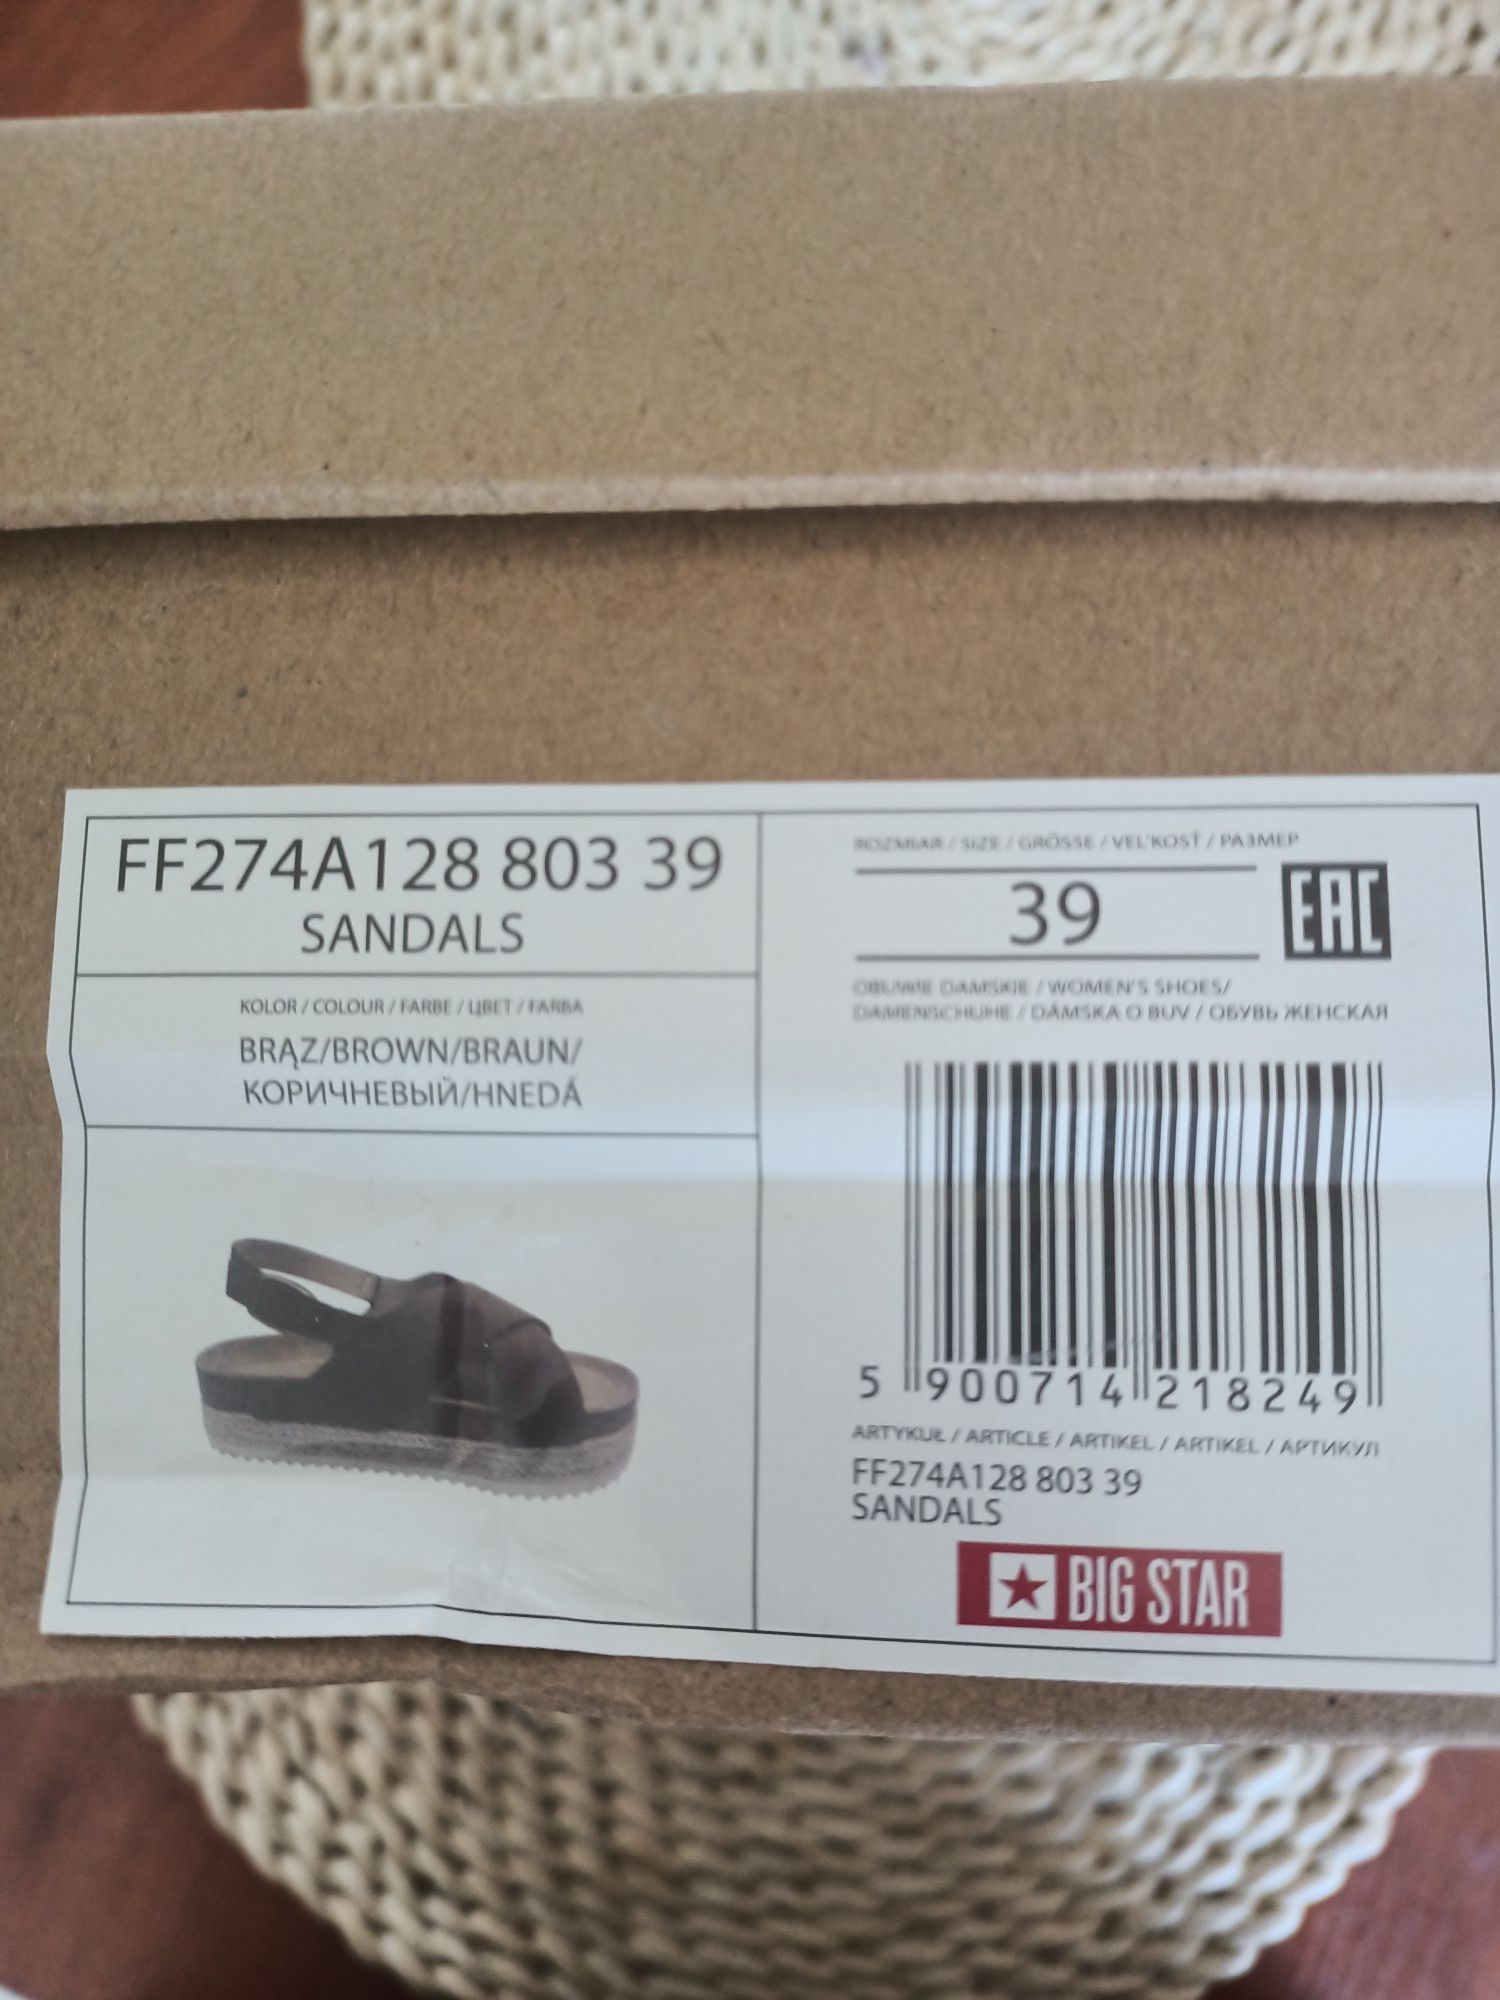 FF274A128 803 39
SANDALS
KOLOR / COLOUR / FARBE / ЦВЕТ / FARBA
BRĄZ/BROWN/BRAUN/
КОРИЧНЕВЫЙ/HNEDÁ
ROZMIAR / SIZE / GRÖSSE / VEL'KOSŤ / РАЗМЕР
39
EAC
OBUWIE DAMSKIE / WOMEN'S SHOES/
DAMENSCHUHE / DÁMSKA O BUV / ОБУВЬ ЖЕНСКАЯ
5 900714 218249
ARTYKUŁ / ARTICLE / ARTIKEL / ARTIKEL / АРТИКУЛ
FF274A128 803 39
SANDALS
BIG STAR